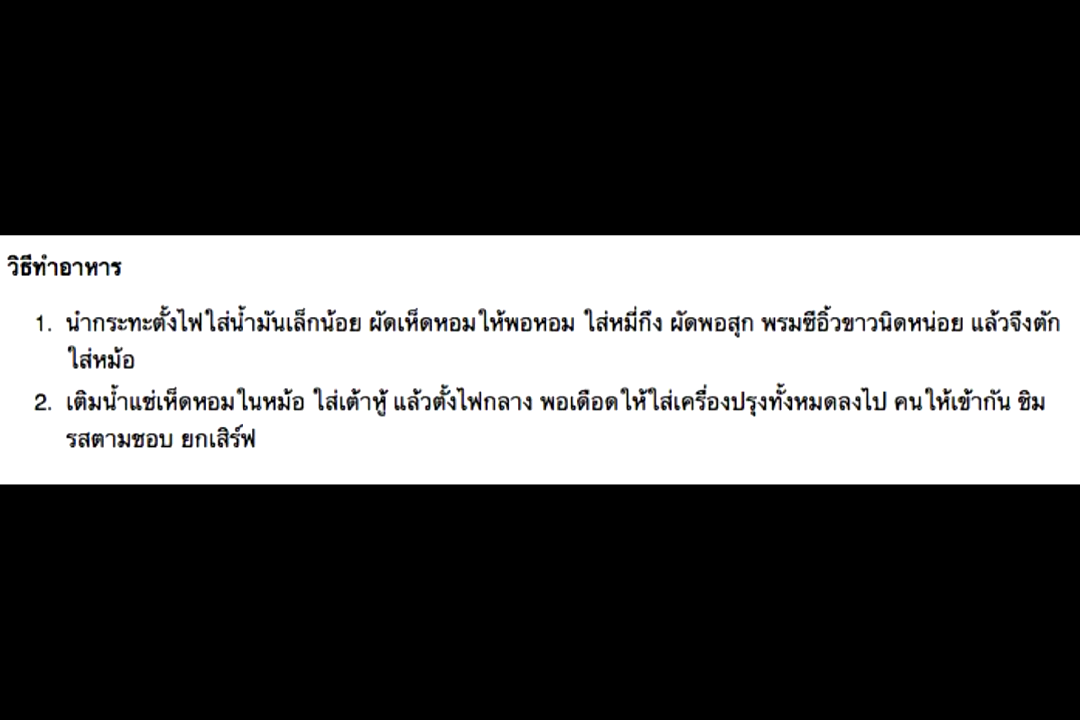 วิธีทำอาหาร
1. นำกระทะตั้งไฟใส่น้ำมันเล็กน้อย ผัดเห็ดหอมให้พอหอม ใส่หมี่กึง ผัดพอสุก พรมซีอิ้วขาวนิดหน่อย แล้วจึงตัก
ใส่หม้อ
2. เติมน้ำแช่เห็ดหอมในหม้อ ใส่เต้าหู้ แล้วตั้งไฟกลาง พอเดือดให้ใส่เครื่องปรุงทั้งหมดลงไป คนให้เข้ากัน ชิม
รสตามชอบ ยกเสิร์ฟ